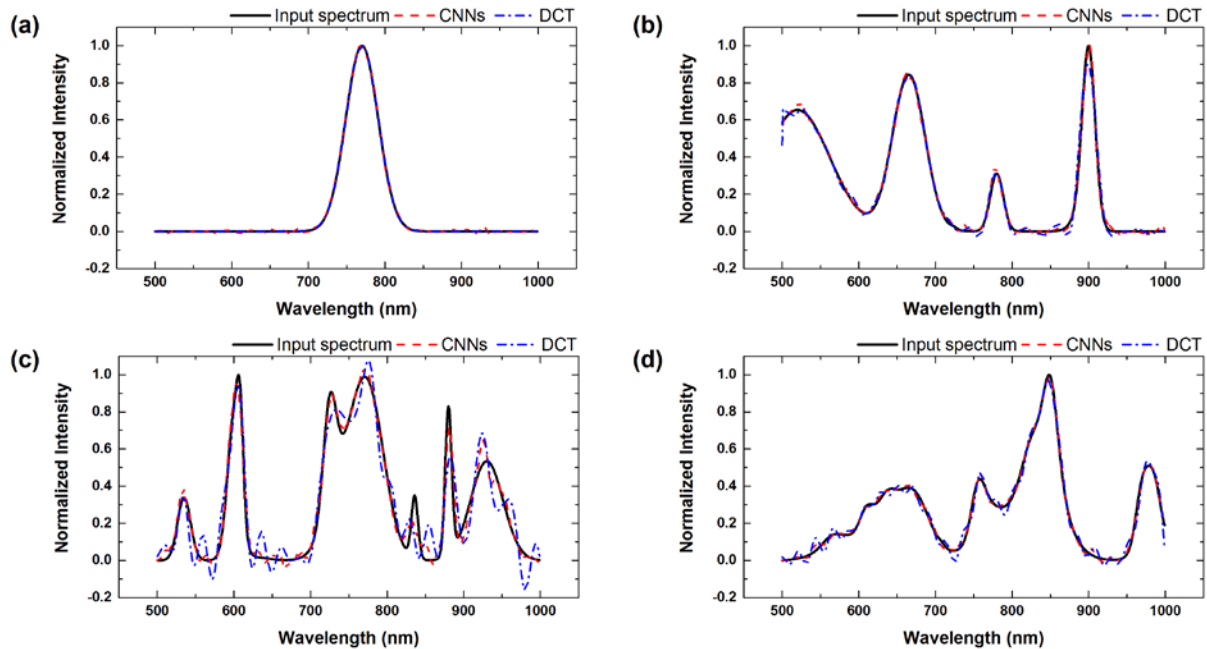 (a)
Input spectrum CNNs DCT
Normalized Intensity
1.0
0.8
0.6
0.4
0.2
0.0
-0.2
500 600 700 800 900 1000
Wavelength (nm)
(b)
Input spectrum CNNs DCT
Normalized Intensity
1.0
0.8
0.6
0.4
0.2
0.0
-0.2
500 600 700 800 900 1000
Wavelength (nm)
(c)
Input spectrum CNNs DCT
Normalized Intensity
1.0
0.8
0.6
0.4
0.2
0.0
-0.2
500 600 700 800 900 1000
Wavelength (nm)
(d)
Input spectrum CNNs DCT
Normalized Intensity
1.0
0.8
0.6
0.4
0.2
0.0
-0.2
500 600 700 800 900 1000
Wavelength (nm)